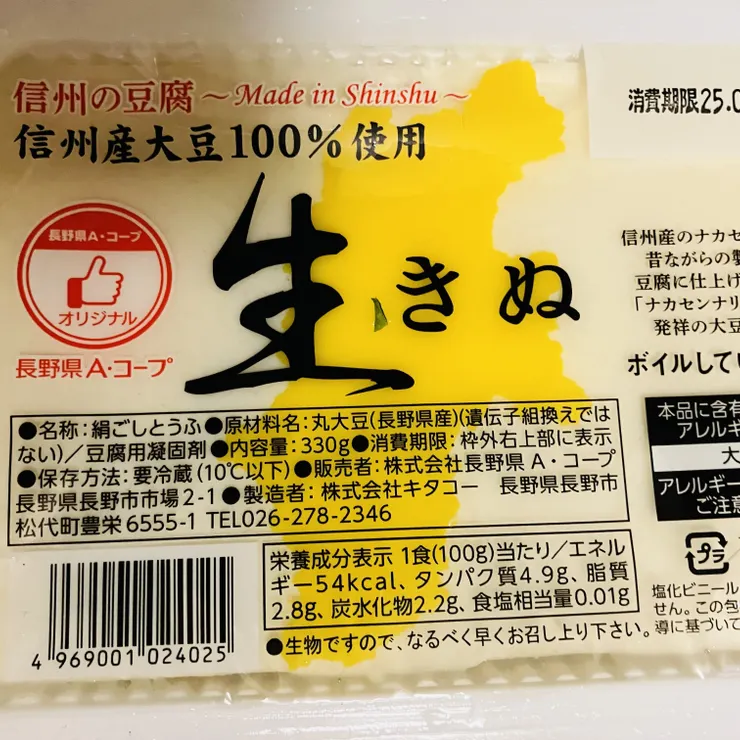 信州の豆腐 ~Made in Shinshu~
信州産大豆100%使用
消費期限25.0
長野県A・コープ
オリジナル
長野県A・コープ
生きぬ
信州産のナカセ
昔ながらの
豆腐に仕上げ
「ナカセンナリ
発祥の大豆
ボイルしてい
●名称:絹ごしとうふ●原材料名:丸大豆(長野県産)(遺伝子組換えでは
ない)/豆腐用凝固剤●内容量:330g●消費期限:枠外右上部に表示
●保存方法:要冷蔵(10℃以下)●販売者:株式会社長野県A・コープ
長野県長野市市場2-1●製造者:株式会社キタコー 長野県長野市
松代町豊栄6555-1 TEL026-278-2346
本品に含有
アレルギ
大
アレルギー
ご注意
栄養成分表示 1食(100g)当たり/エネル
ギー54kcal、タンパク質4.9g、脂質
2.8g、炭水化物2.2g、食塩相当量0.01g
●生物ですので、なるべく早くお召し上り下さい。
プラ
塩化ビニール
せん。この包
導に基づいて
4 969001 024025